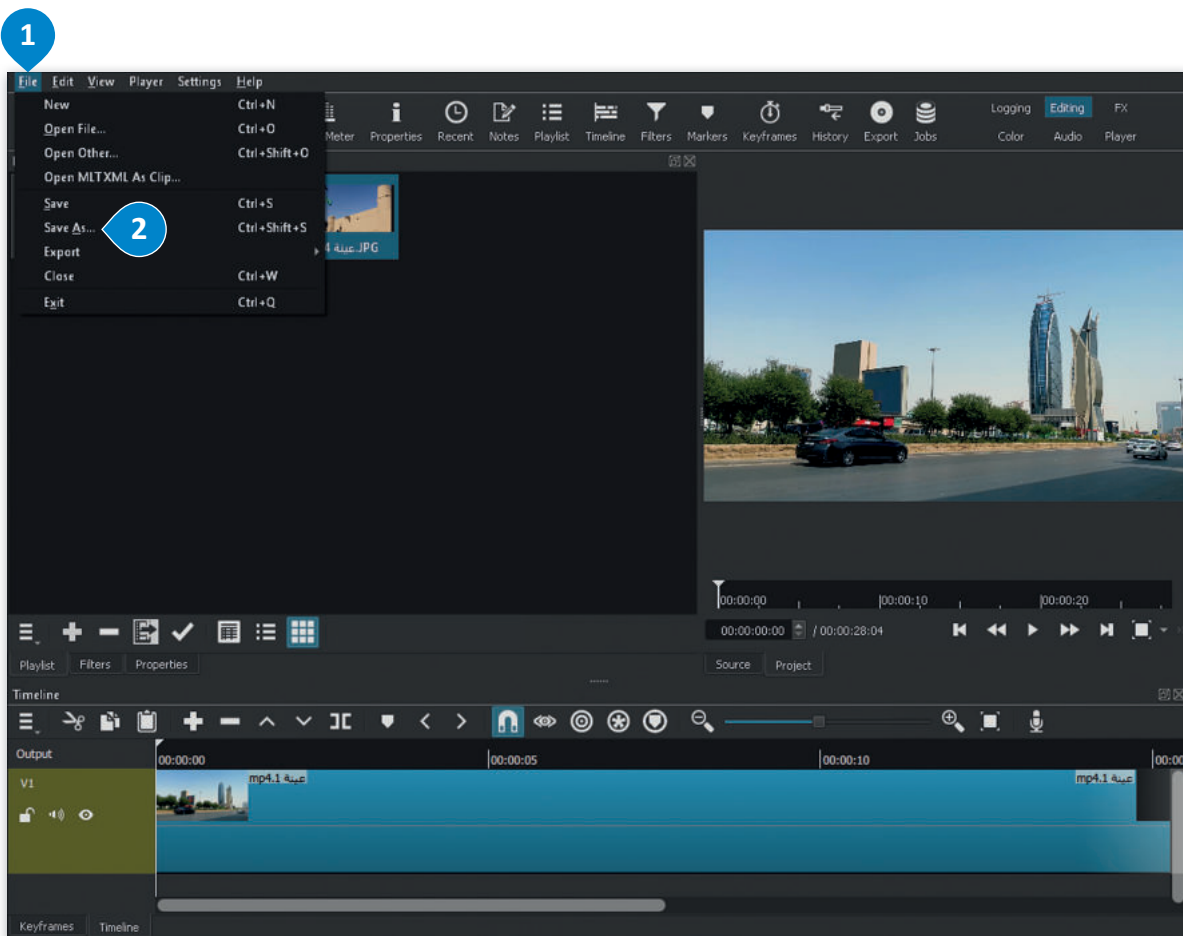 1
File Edit View Player Settings Help
New Ctrl+N
Open File... Ctrl+O
Open Other... Ctrl+Shift+O
Open MLT XML As Clip...
Save Ctrl+S
Save As... Ctrl+Shift+S
2
Export
Close Ctrl+W
Exit Ctrl+Q
Meter Properties Recent Notes Playlist Timeline Filters Markers Keyframes History Export Jobs
Logging Editing FX
Color Audio Player
عينة 4.JPG
00:00:00 00:00:10 00:00:20
00:00:00:00 / 00:00:28:04
Playlist Filters Properties
Source Project
Timeline
Output
00:00:00 00:00:05 00:00:10
V1
عينة 1.mp4 عينة 1.mp4
Keyframes Timeline